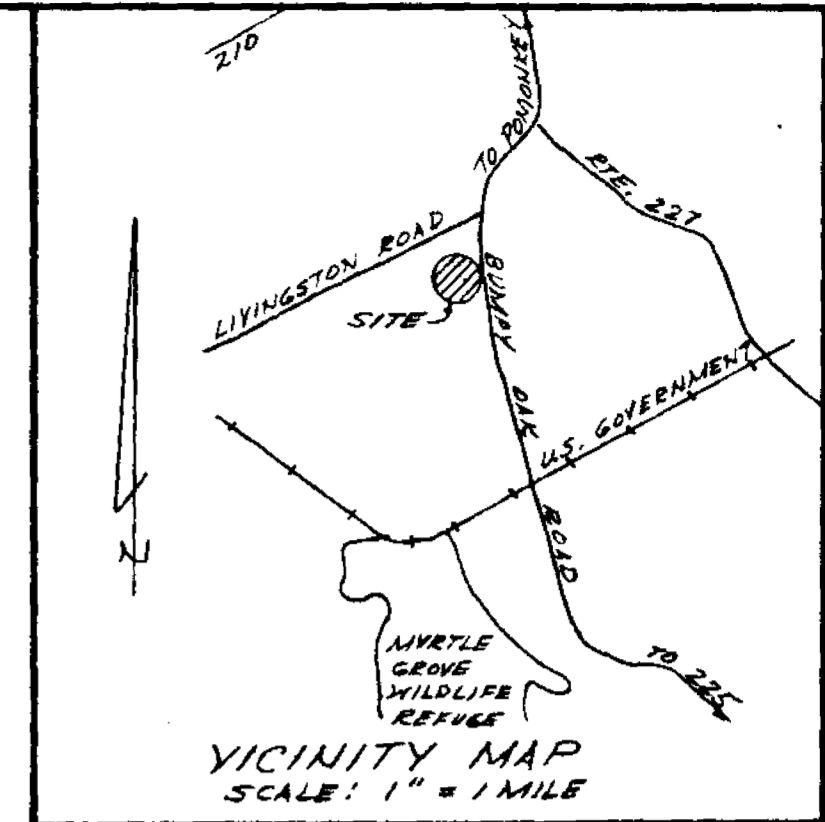 210
TO POMONKEY
RTE. 227
LIVINGSTON ROAD
SITE
BUMPY OAK ROAD
U.S. GOVERNMENT
N
MYRTLE
GROVE
WILDLIFE
REFUGE
TO 225
VICINITY MAP
SCALE: 1" = 1 MILE